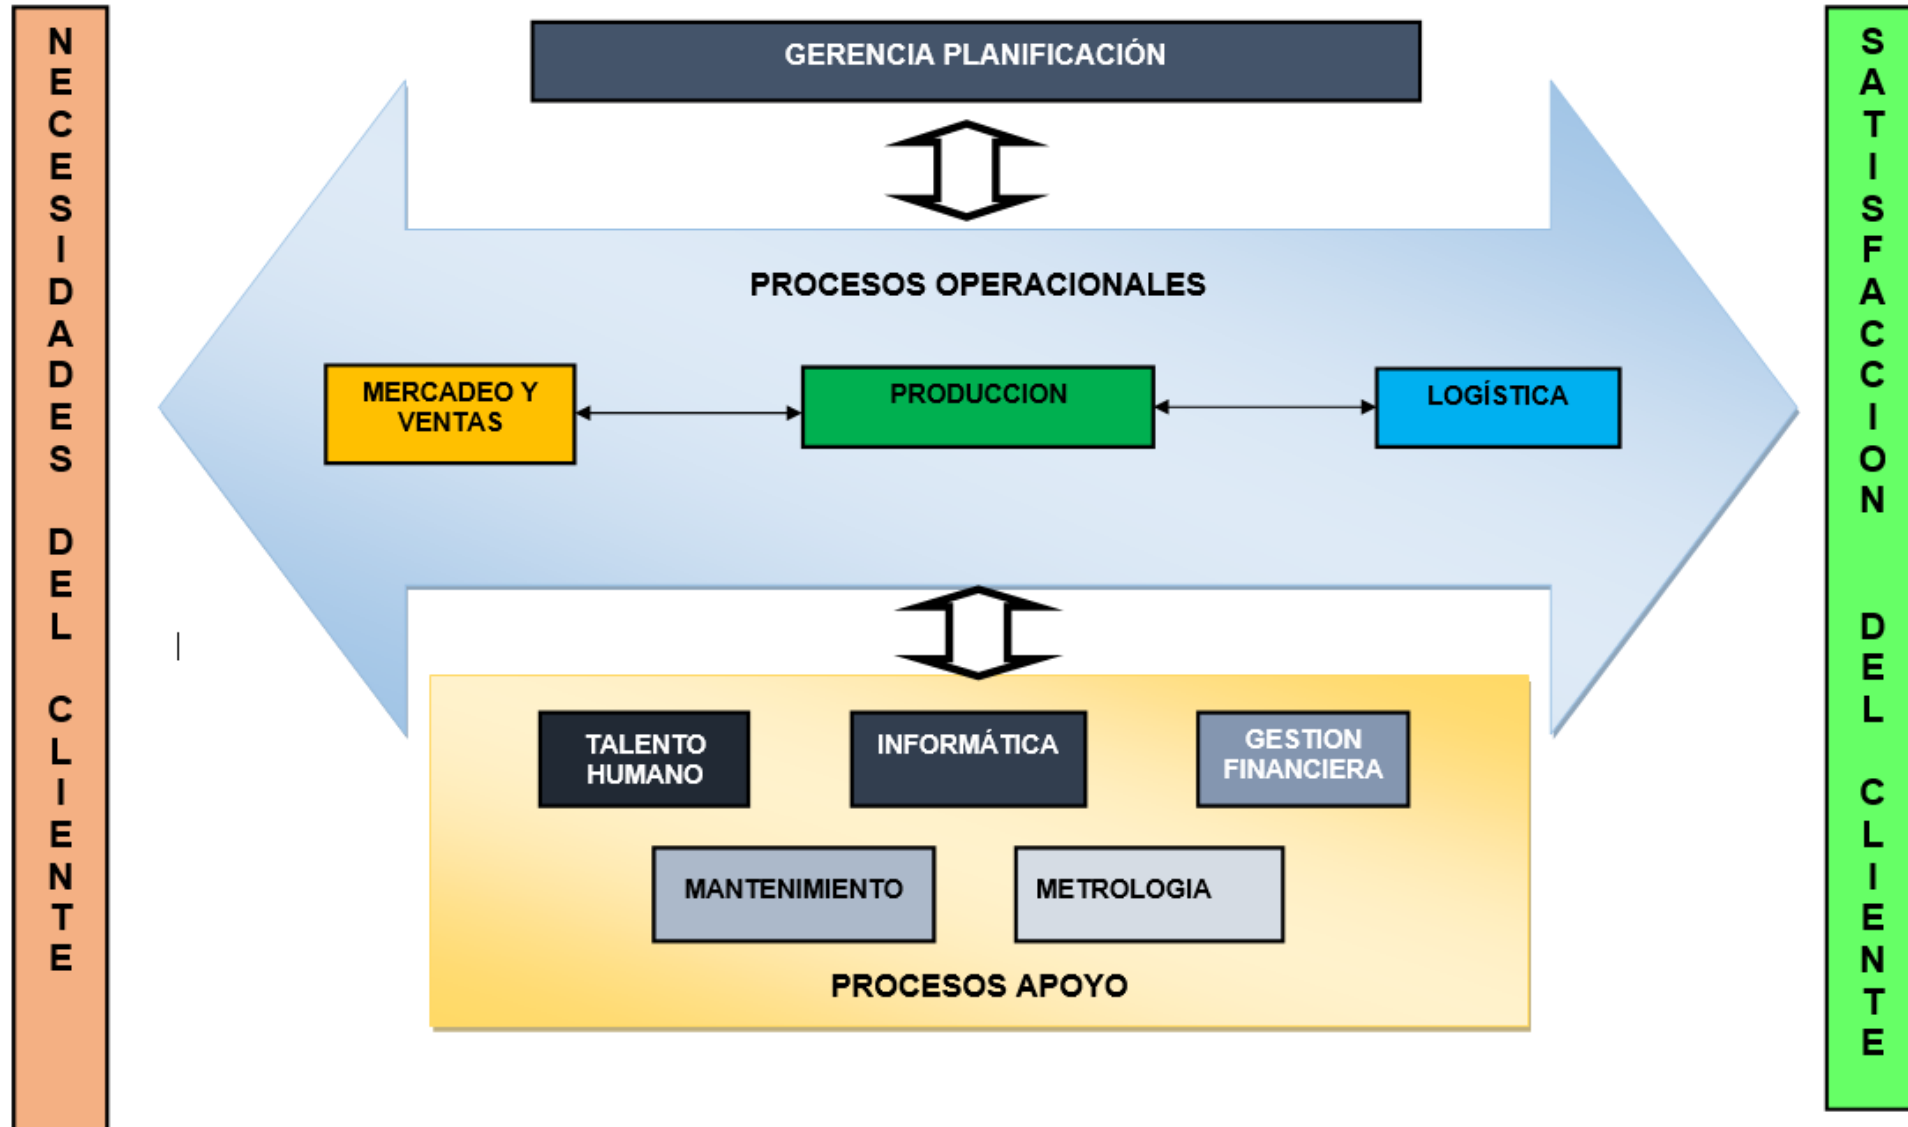 NECESIDADES DEL CLIENTE
GERENCIA PLANIFICACIÓN
PROCESOS OPERACIONALES
MERCADEO Y
VENTAS
PRODUCCION
LOGÍSTICA
TALENTO
HUMANO
INFORMÁTICA
GESTION
FINANCIERA
MANTENIMIENTO
METROLOGIA
PROCESOS APOYO
SATISFACCION DEL CLIENTE